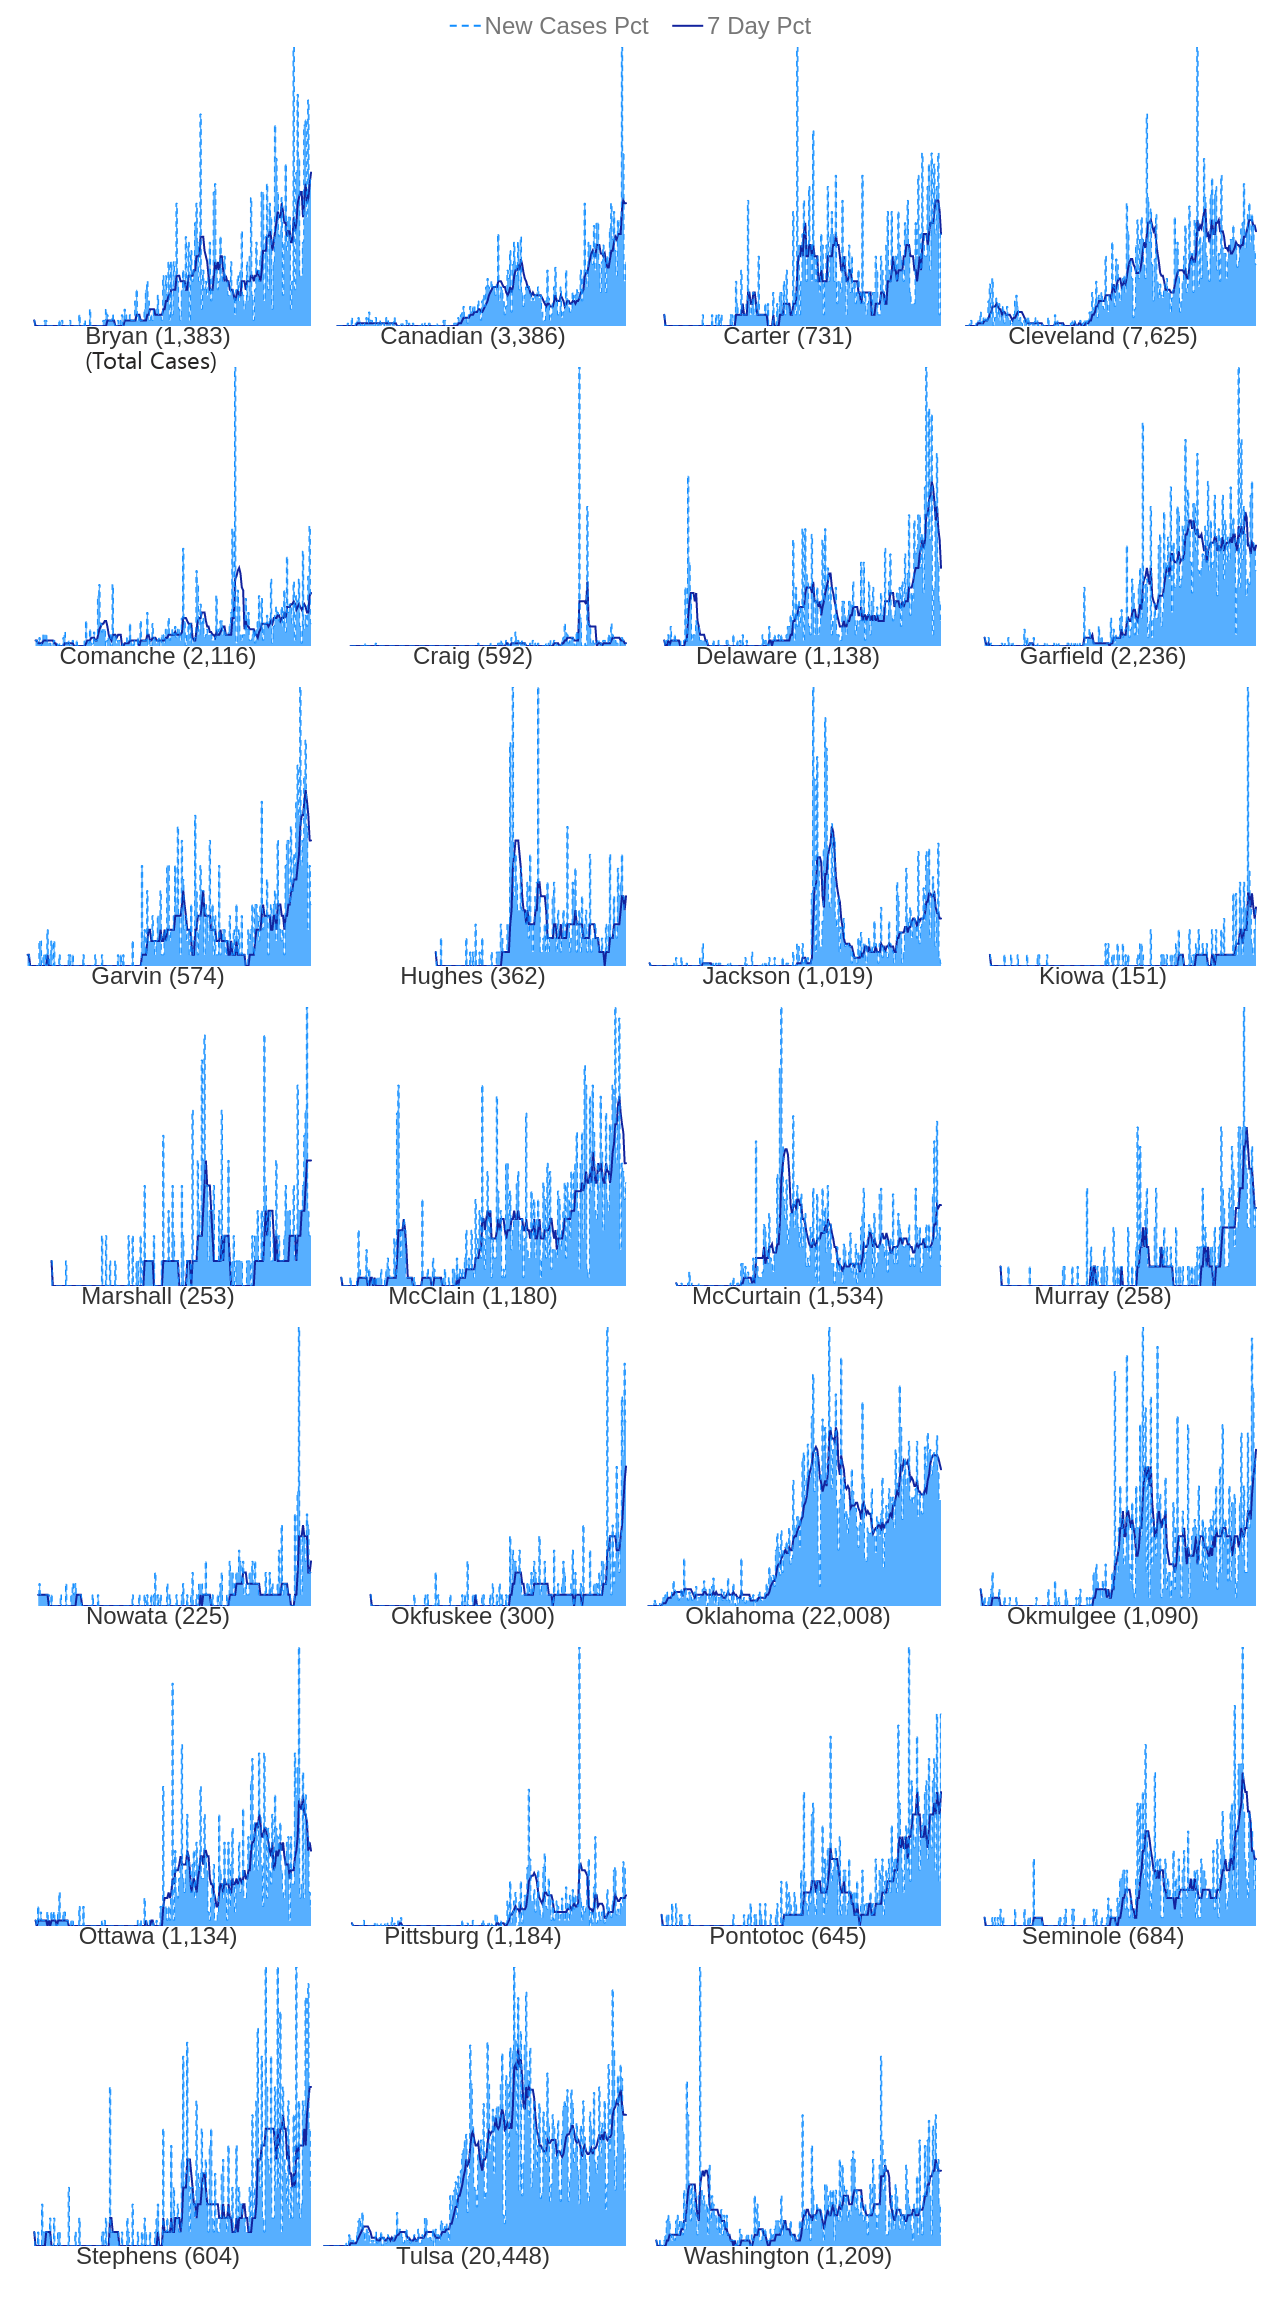 New Cases Pct 7 Day Pct
Bryan (1,383) Canadian (3,386) Carter (731) Cleveland (7,625)
(Total Cases)
Comanche (2,116) Craig (592) Delaware (1,138) Garfield (2,236)
Garvin (574) Hughes (362) Jackson (1,019) Kiowa (151)
Marshall (253) McClain (1,180) McCurtain (1,534) Murray (258)
Nowata (225) Okfuskee (300) Oklahoma (22,008) Okmulgee (1,090)
Ottawa (1,134) Pittsburg (1,184) Pontotoc (645) Seminole (684)
Stephens (604) Tulsa (20,448) Washington (1,209)